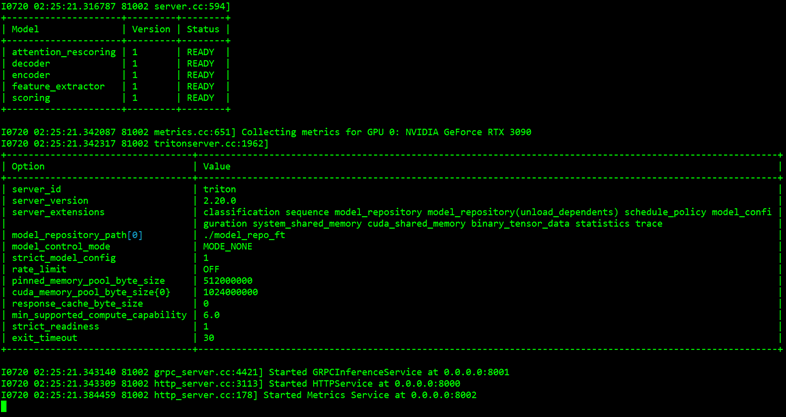 I0720 02:25:21.316787 81002 server.cc:594]
+---------------------+---------+--------+
| Model               | Version | Status |
+---------------------+---------+--------+
| attention_rescoring | 1       | READY  |
| decoder             | 1       | READY  |
| encoder             | 1       | READY  |
| feature_extractor   | 1       | READY  |
| scoring             | 1       | READY  |
+---------------------+---------+--------+
I0720 02:25:21.342087 81002 metrics.cc:651] Collecting metrics for GPU 0: NVIDIA GeForce RTX 3090
I0720 02:25:21.342317 81002 tritonserver.cc:1962]
| Option | Value |
| server_id | triton |
| server_version | 2.20.0 |
| server_extensions | classification sequence model_repository model_repository(unload_dependents) schedule_policy model_confi |
| | guration system_shared_memory cuda_shared_memory binary_tensor_data statistics trace |
| model_repository_path[0] | ./model_repo_ft |
| model_control_mode | MODE_NONE |
| strict_model_config | 1 |
| rate_limit | OFF |
| pinned_memory_pool_byte_size | 512000000 |
| cuda_memory_pool_byte_size{0} | 1024000000 |
| response_cache_byte_size | 0 |
| min_supported_compute_capability | 6.0 |
| strict_readiness | 1 |
| exit_timeout | 30 |
I0720 02:25:21.343140 81002 grpc_server.cc:4421] Started GRPCInferenceService at 0.0.0.0:8001
I0720 02:25:21.343309 81002 http_server.cc:3113] Started HTTPService at 0.0.0.0:8000
I0720 02:25:21.384459 81002 http_server.cc:178] Started Metrics Service at 0.0.0.0:8002